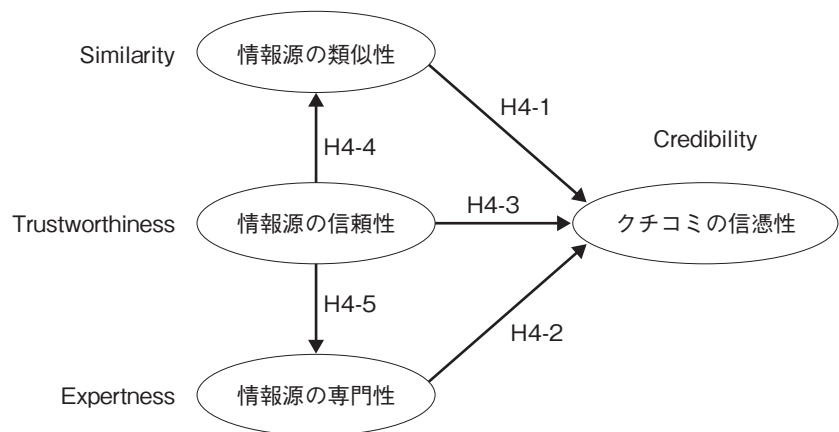 Similarity
情報源の類似性
H4-1
Credibility
H4-4
Trustworthiness
情報源の信頼性
H4-3
クチコミの信憑性
H4-5
H4-2
Expertness
情報源の専門性